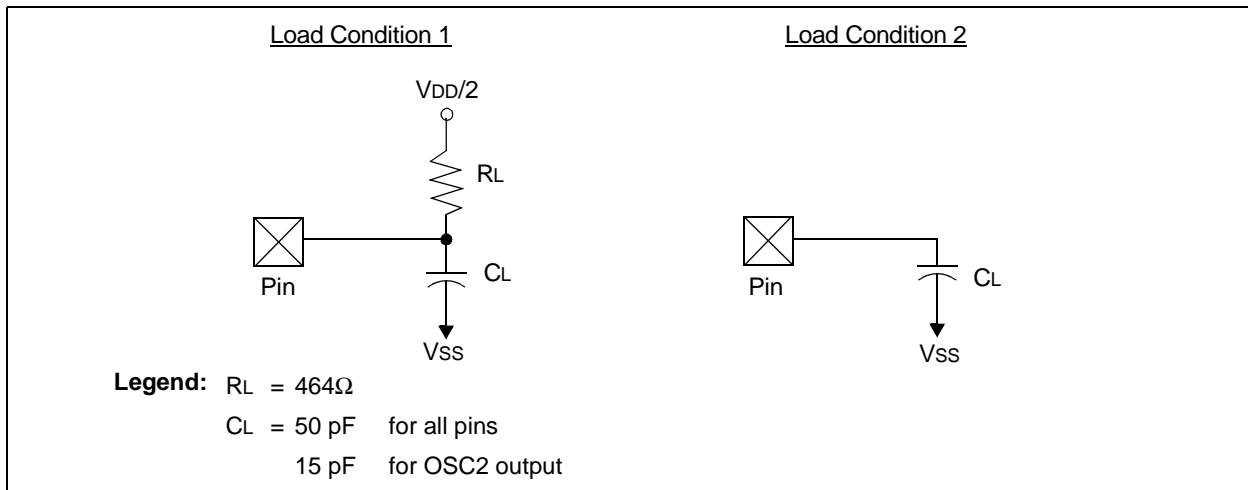 Load Condition 1
Load Condition 2
VDD/2
RL
Pin
CL
VSS
Pin
CL
VSS
Legend: RL = 464Ω
CL = 50 pF for all pins
15 pF for OSC2 output